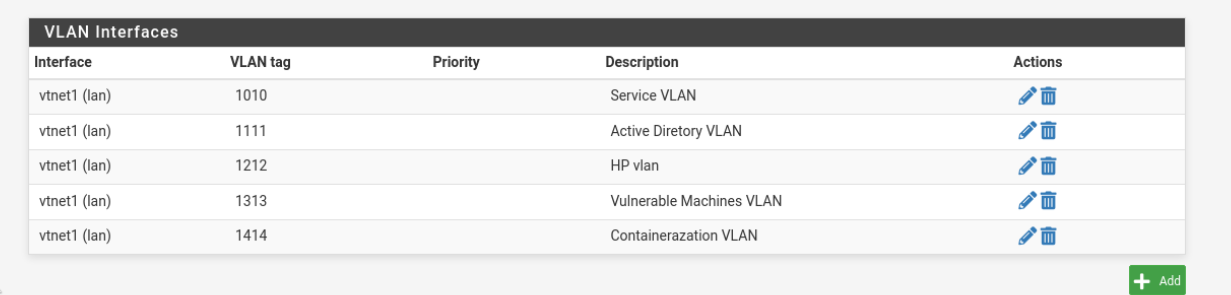 VLAN Interfaces
Interface VLAN tag Priority Description Actions
vtnet1 (lan) 1010 Service VLAN
vtnet1 (lan) 1111 Active Diretory VLAN
vtnet1 (lan) 1212 HP vlan
vtnet1 (lan) 1313 Vulnerable Machines VLAN
vtnet1 (lan) 1414 Containerazation VLAN
Add